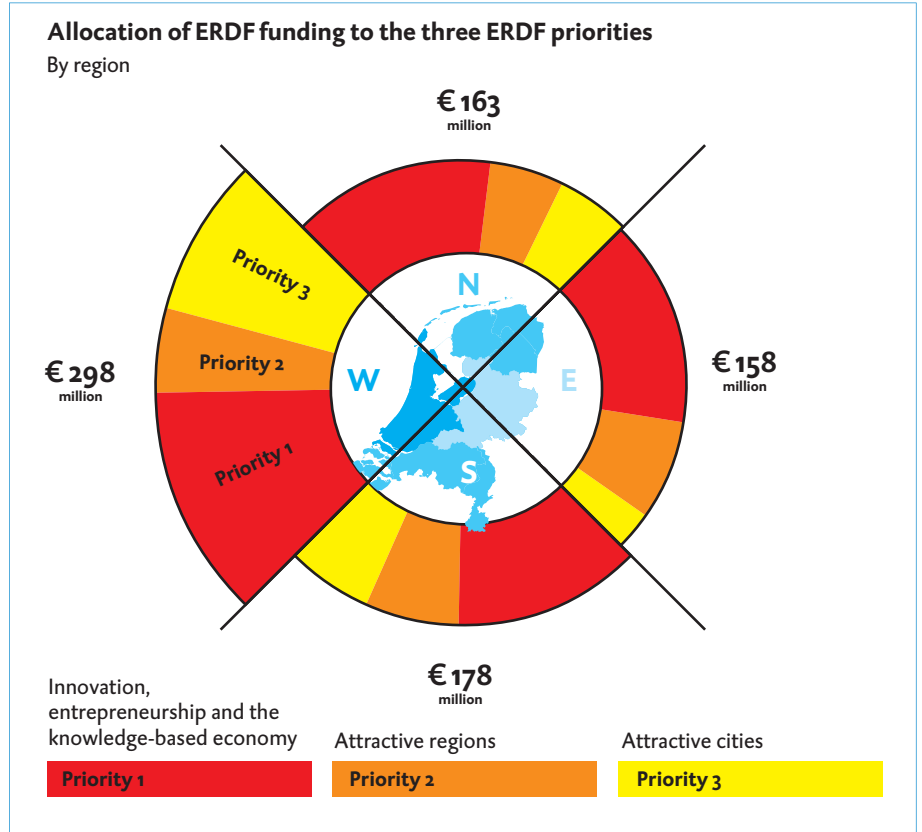 Allocation of ERDF funding to the three ERDF priorities
By region
€ 163
million
N
Priority 3
€ 298
million
Priority 2
W
E
€ 158
million
Priority 1
S
€ 178
million
Innovation,
entrepreneurship and the
knowledge-based economy
Attractive regions
Attractive cities
Priority 1
Priority 2
Priority 3